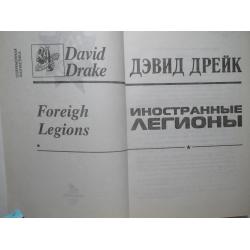 David
Drake
Foreigh
Legions
ДЭВИД ДРЕЙК
ИНОСТРАННЫЕ
ЛЕГИОНЫ